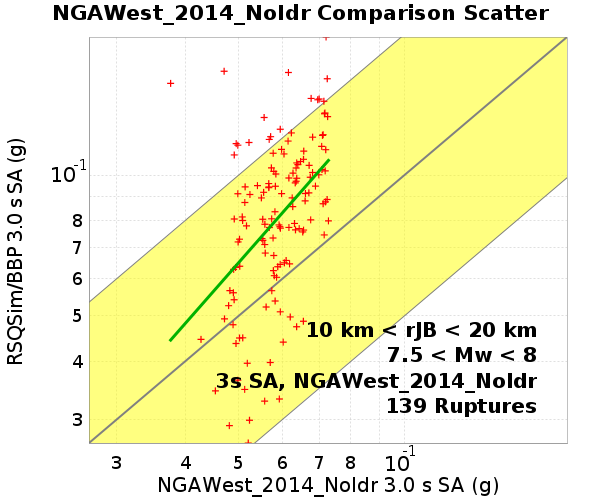 NGAWest_2014_NoIdr Comparison Scatter
RSQSim/BBP 3.0 s SA (g)
10⁻¹
8
7
6
5
4
3
10 km < rJB < 20 km
7.5 < Mw < 8
3s SA, NGAWest_2014_NoIdr
139 Ruptures
3 4 5 6 7 8 10⁻¹
NGAWest_2014_NoIdr 3.0 s SA (g)